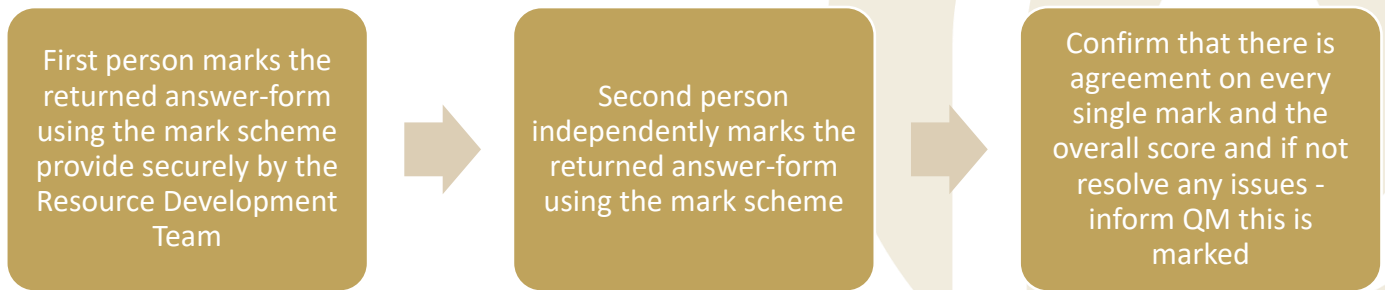 First person marks the
returned answer-form
using the mark scheme
provide securely by the
Resource Development
Team
Second person
independently marks the
returned answer-form
using the mark scheme
Confirm that there is
agreement on every
single mark and the
overall score and if not
resolve any issues -
inform QM this is
marked